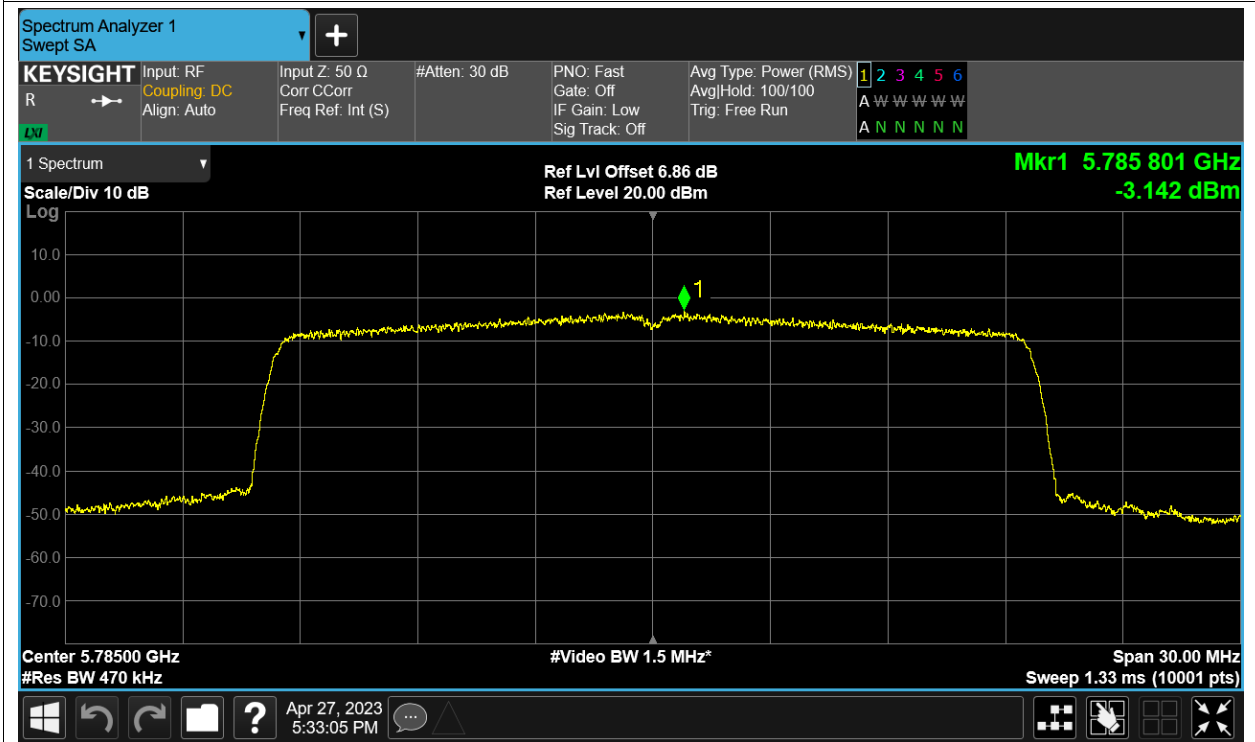 Spectrum Analyzer 1
Swept SA
KEYSIGHT
R
LXI
Input: RF
Coupling: DC
Align: Auto
Input Z: 50 Ω
Corr CCorr
Freq Ref: Int (S)
#Atten: 30 dB
PNO: Fast
Gate: Off
IF Gain: Low
Sig Track: Off
Avg Type: Power (RMS)
Avg|Hold: 100/100
Trig: Free Run
1 2 3 4 5 6
A W W W W W
A N N N N N
1 Spectrum
Scale/Div 10 dB
Log
Ref Lvl Offset 6.86 dB
Ref Level 20.00 dBm
Mkr1 5.785 801 GHz
-3.142 dBm
10.0
0.00
1
-10.0
-20.0
-30.0
-40.0
-50.0
-60.0
-70.0
Center 5.78500 GHz
#Video BW 1.5 MHz*
Span 30.00 MHz
#Res BW 470 kHz
Sweep 1.33 ms (10001 pts)
?
Apr 27, 2023
5:33:05 PM